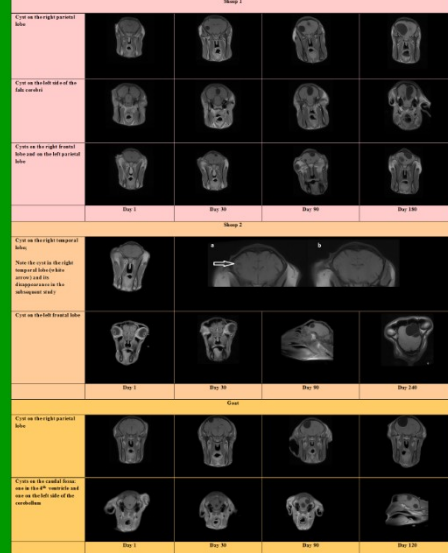 Sheep 1
Cyst on the right parietal
lobe
Cyst on the left side of the
falx cerebri
Cysts on the right frontal
lobe and on the left parietal
lobe
Day 1
Day 30
Day 90
Day 180
Sheep 2
Cyst on the right temporal
lobe;
Note the cyst in the right
temporal lobe (white
arrow) and its
disappearance in the
subsequent study
a
b
Cyst on the left frontal lobe
Day 1
Day 30
Day 90
Day 240
Goat
Cyst on the right parietal
lobe
Cysts on the caudal fossa:
one in the 4th ventricle and
one on the left side of the
cerebellum
Day 1
Day 30
Day 90
Day 120